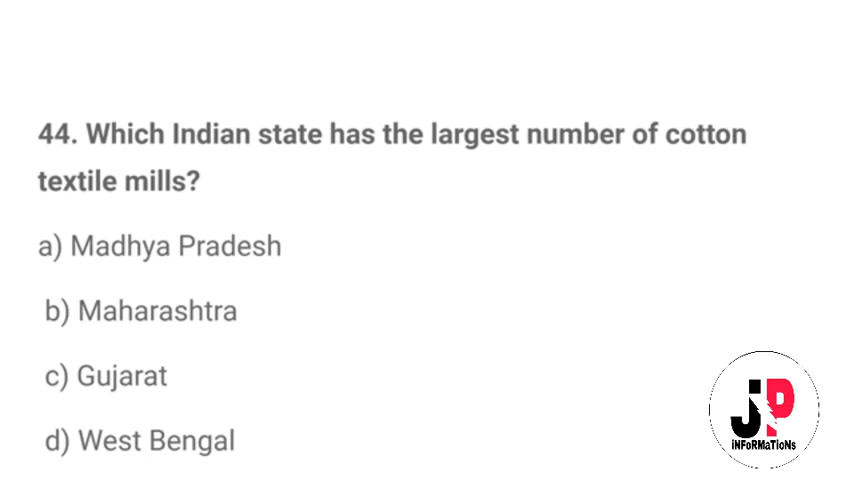 44. Which Indian state has the largest number of cotton
textile mills?
a) Madhya Pradesh
b) Maharashtra
c) Gujarat
d) West Bengal
JP
iNFoRMaTioNs